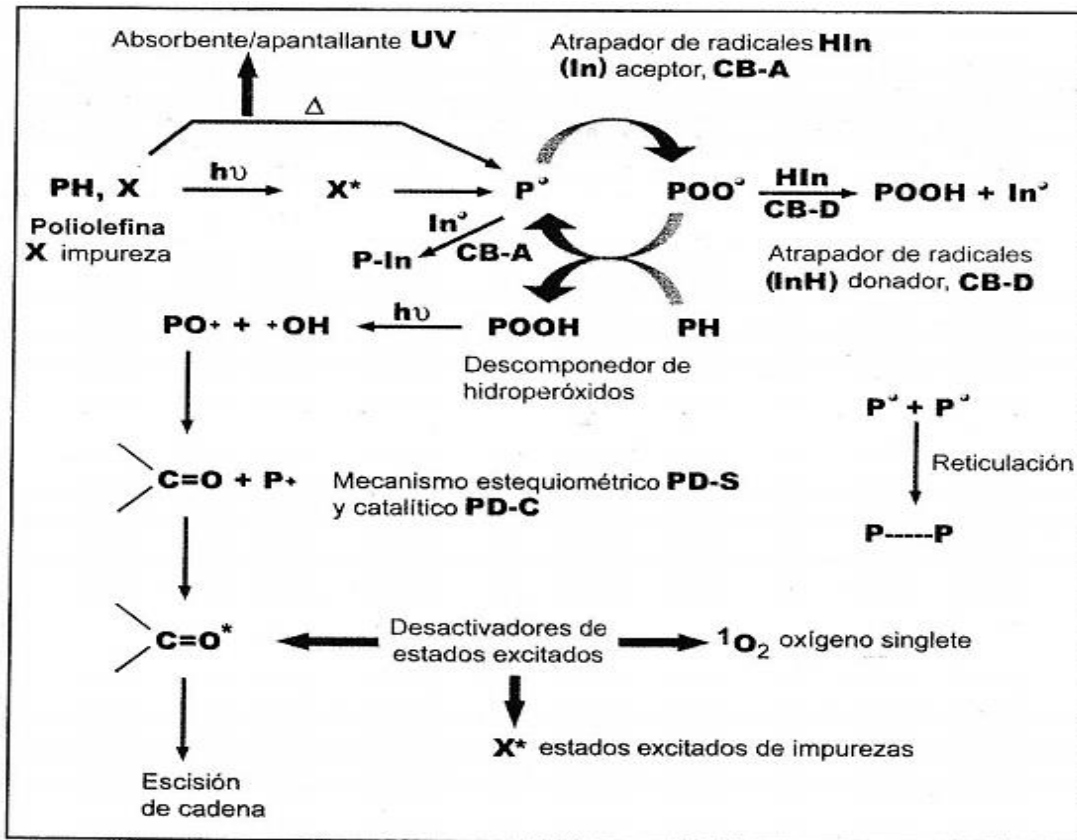 Absorbente/apantallante UV
Atrapador de radicales HIn
(In) aceptor, CB-A
Δ
PH, X
hυ
X*
P°
POO°
HIn
CB-D
POOH + In°
Poliolefina
X impureza
In°
CB-A
P-In
Atrapador de radicales
(InH) donador, CB-D
PO+ + +OH
hυ
POOH
PH
Descomponedor de
hidroperóxidos
P° + P°
C=O + P+
Mecanismo estequiométrico PD-S
y catalítico PD-C
Reticulación
P-----P
C=O*
Desactivadores de
estados excitados
¹O₂ oxígeno singlete
X* estados excitados de impurezas
Escisión
de cadena